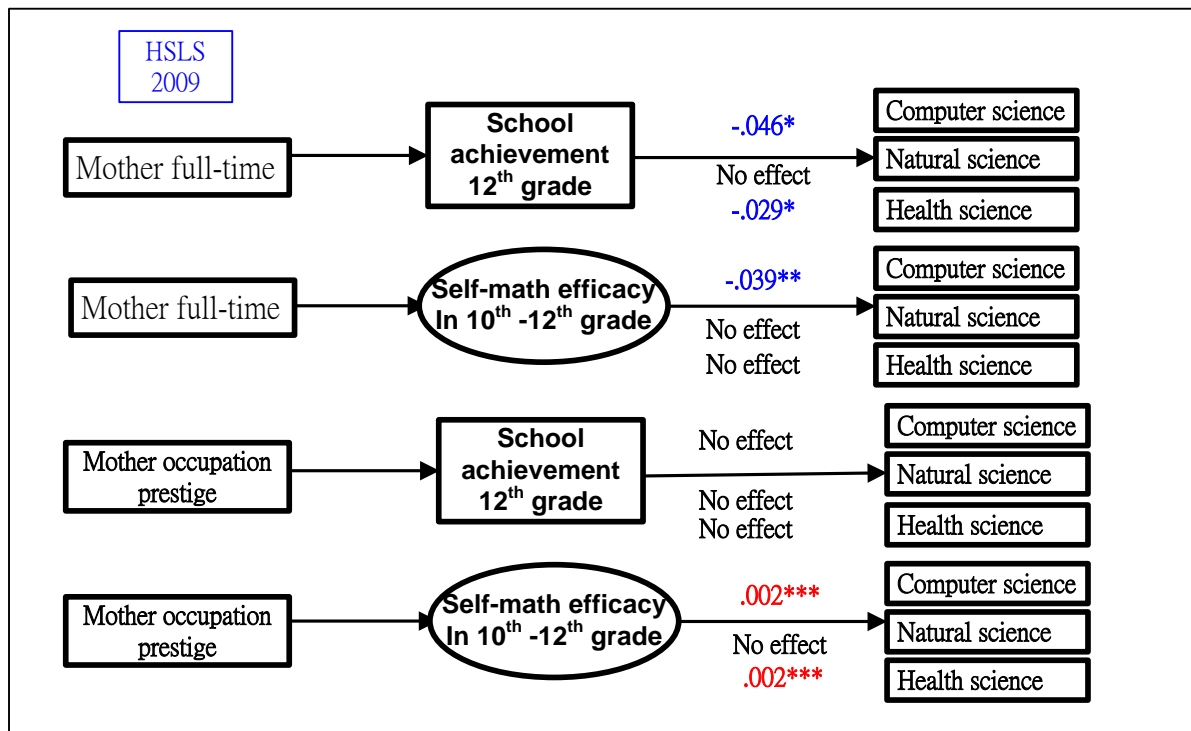 HSLS
2009
Mother full-time
School
achievement
12th grade
-.046*
No effect
-.029*
Computer science
Natural science
Health science
Mother full-time
Self-math efficacy
In 10th -12th grade
-.039**
No effect
No effect
Computer science
Natural science
Health science
Mother occupation
prestige
School
achievement
12th grade
No effect
No effect
No effect
Computer science
Natural science
Health science
Mother occupation
prestige
Self-math efficacy
In 10th -12th grade
.002***
No effect
.002***
Computer science
Natural science
Health science